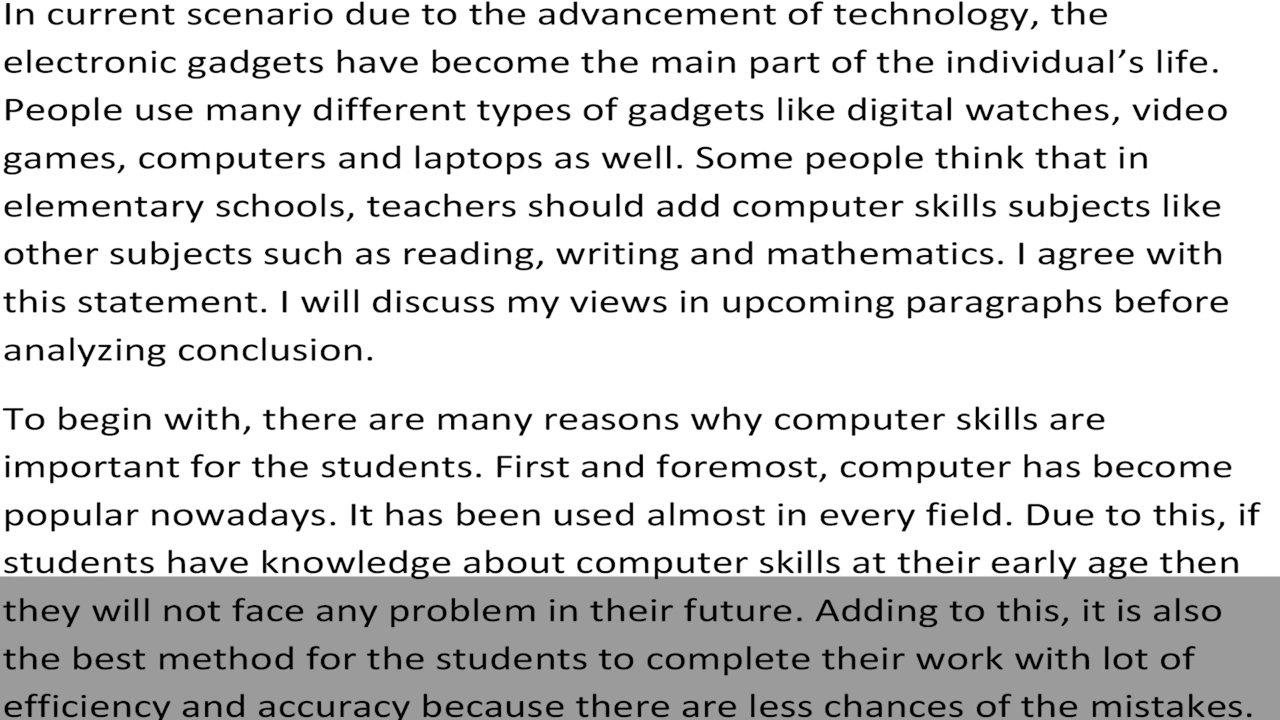 In current scenario due to the advancement of technology, the
electronic gadgets have become the main part of the individual’s life.
People use many different types of gadgets like digital watches, video
games, computers and laptops as well. Some people think that in
elementary schools, teachers should add computer skills subjects like
other subjects such as reading, writing and mathematics. I agree with
this statement. I will discuss my views in upcoming paragraphs before
analyzing conclusion.
To begin with, there are many reasons why computer skills are
important for the students. First and foremost, computer has become
popular nowadays. It has been used almost in every field. Due to this, if
students have knowledge about computer skills at their early age then
they will not face any problem in their future. Adding to this, it is also
the best method for the students to complete their work with lot of
efficiency and accuracy because there are less chances of the mistakes.